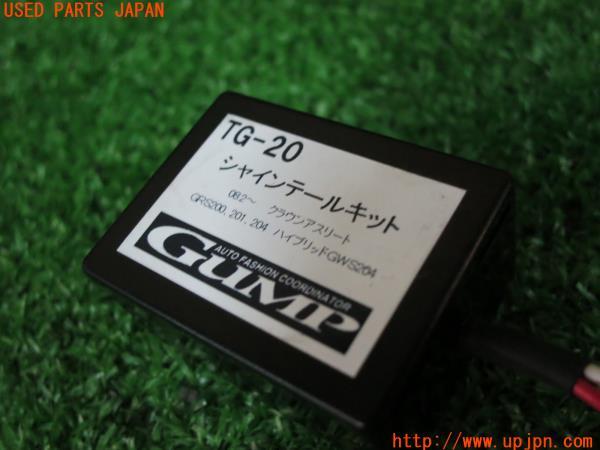 USED PARTS JAPAN
TG-20
シャインテールキット
08.2～ クラウンアスリート
GRS200, 201, 204 ハイブリッドGWS204
AUTO FASHION COORDINATOR
GUMP
http://www.upjpn.com/